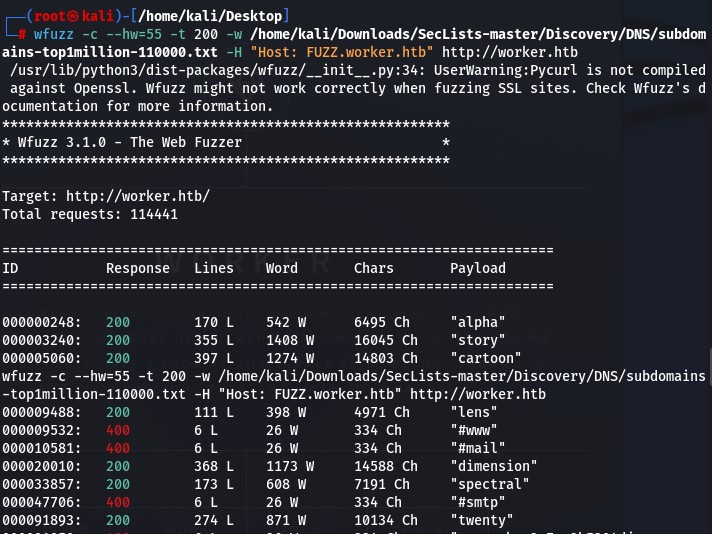 ┌──(root㉿kali)-[/home/kali/Desktop]
└─# wfuzz -c --hw=55 -t 200 -w /home/kali/Downloads/SecLists-master/Discovery/DNS/subdom
ains-top1million-110000.txt -H "Host: FUZZ.worker.htb" http://worker.htb
 /usr/lib/python3/dist-packages/wfuzz/__init__.py:34: UserWarning:Pycurl is not compiled
 against Openssl. Wfuzz might not work correctly when fuzzing SSL sites. Check Wfuzz's d
ocumentation for more information.
********************************************************
* Wfuzz 3.1.0 - The Web Fuzzer                         *
********************************************************
Target: http://worker.htb/
Total requests: 114441
=====================================================================
ID           Response   Lines    Word       Chars       Payload
=====================================================================
000000248:   200        170 L    542 W      6495 Ch     "alpha"
000003240:   200        355 L    1408 W     16045 Ch    "story"
000005060:   200        397 L    1274 W     14803 Ch    "cartoon"
wfuzz -c --hw=55 -t 200 -w /home/kali/Downloads/SecLists-master/Discovery/DNS/subdomains
-top1million-110000.txt -H "Host: FUZZ.worker.htb" http://worker.htb
000009488:   200        111 L    398 W      4971 Ch     "lens"
000009532:   400        6 L      26 W       334 Ch      "#www"
000010581:   400        6 L      26 W       334 Ch      "#mail"
000020010:   200        368 L    1173 W     14588 Ch    "dimension"
000033857:   200        173 L    608 W      7191 Ch     "spectral"
000047706:   400        6 L      26 W       334 Ch      "#smtp"
000091893:   200        274 L    871 W      10134 Ch    "twenty"